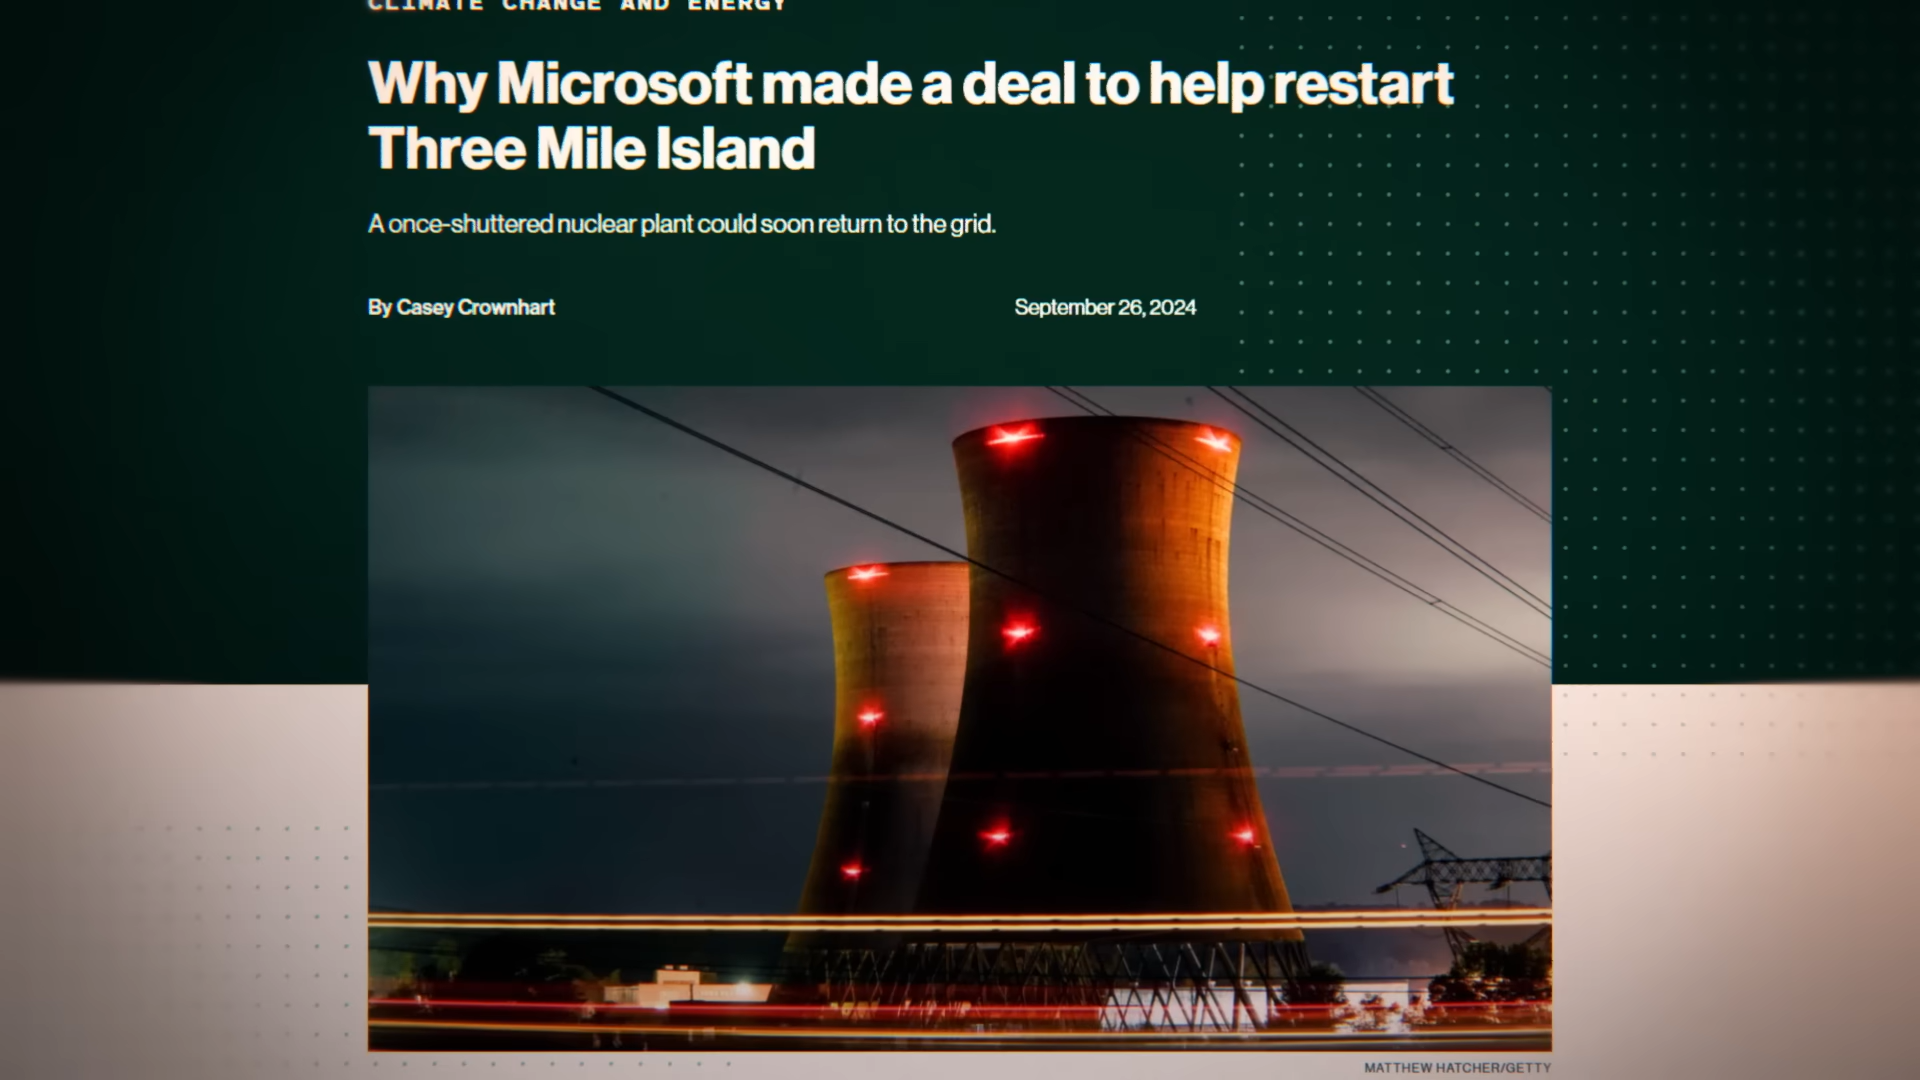 CLIMATE CHANGE AND ENERGY
Why Microsoft made a deal to help restart
Three Mile Island
A once-shuttered nuclear plant could soon return to the grid.
By Casey Crownhart
September 26, 2024
MATTHEW HATCHER/GETTY